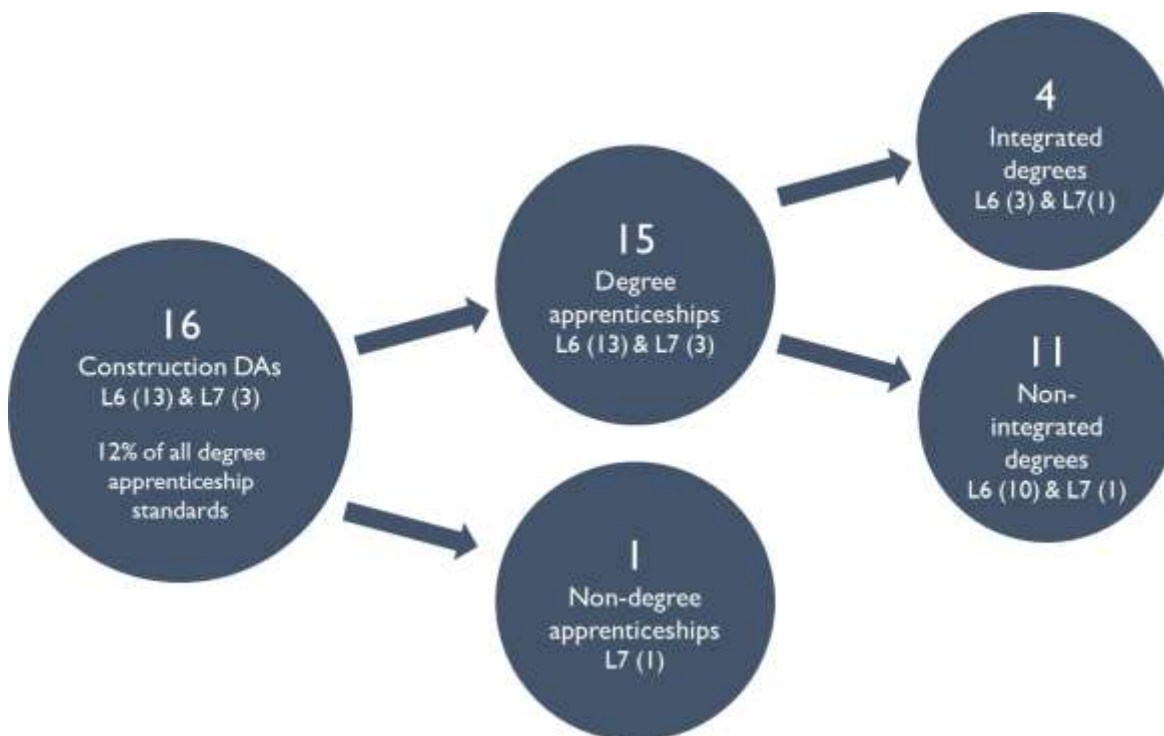 16
Construction DAs
L6 (13) & L7 (3)
12% of all degree
apprenticeship
standards
15
Degree
apprenticeships
L6 (13) & L7 (3)
1
Non-degree
apprenticeships
L7 (1)
4
Integrated
degrees
L6 (3) & L7(1)
11
Non-
integrated
degrees
L6 (10) & L7 (1)